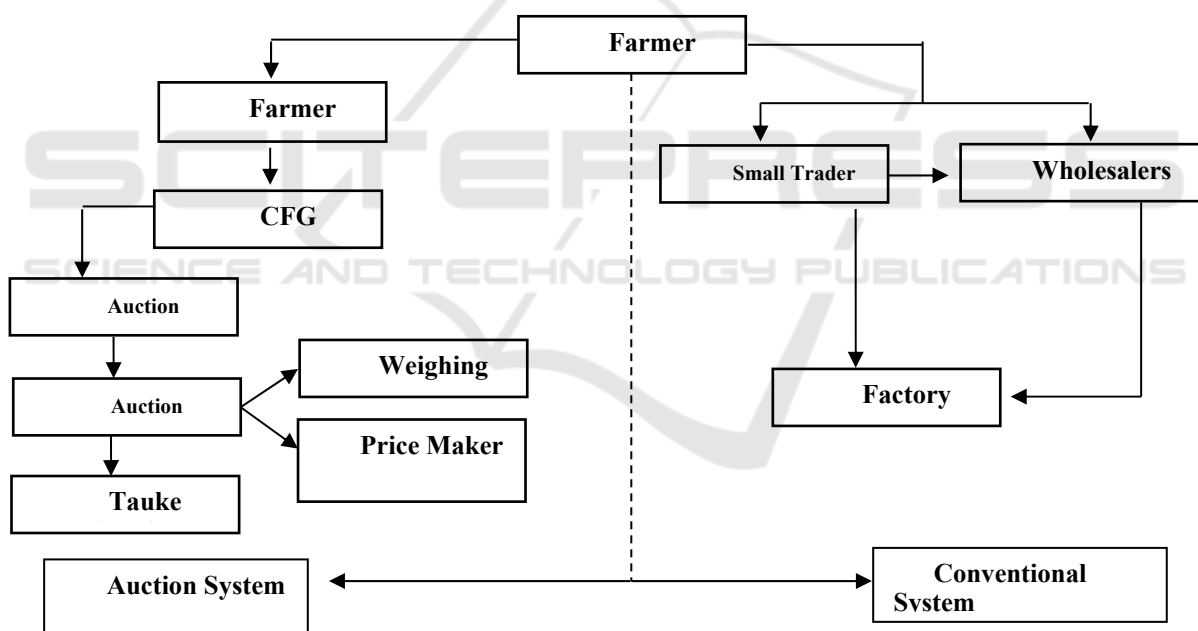 Farmer
Farmer
Small Trader
Wholesalers
CFG
SCITEPRESS
SCIENCE AND TECHNOLOGY PUBLICATIONS
Auction
Weighing
Auction
Factory
Price Maker
Tauke
Auction System
Conventional
System